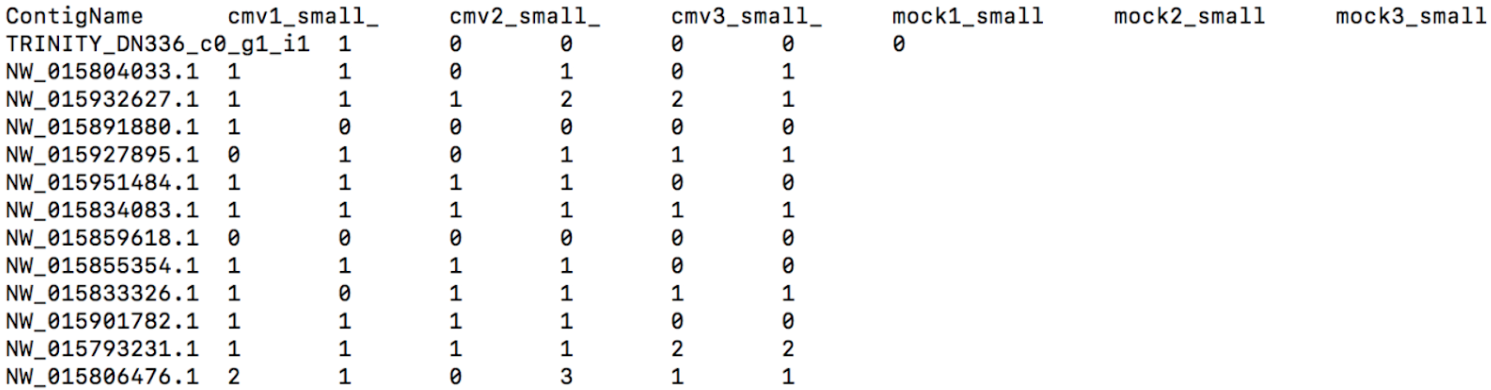 ContigName cmv1_small_ cmv2_small_ cmv3_small_ mock1_small mock2_small mock3_small
TRINITY_DN336_c0_g1_i1 1 0 0 0 0 0
NW_015804033.1 1 1 0 1 0 1
NW_015932627.1 1 1 1 2 2 1
NW_015891880.1 1 0 0 0 0 0
NW_015927895.1 0 1 0 1 1 1
NW_015951484.1 1 1 1 1 0 0
NW_015834083.1 1 1 1 1 1 1
NW_015859618.1 0 0 0 0 0 0
NW_015855354.1 1 1 1 1 0 0
NW_015833326.1 1 0 1 1 1 1
NW_015901782.1 1 1 1 1 0 0
NW_015793231.1 1 1 1 1 2 2
NW_015806476.1 2 1 0 3 1 1